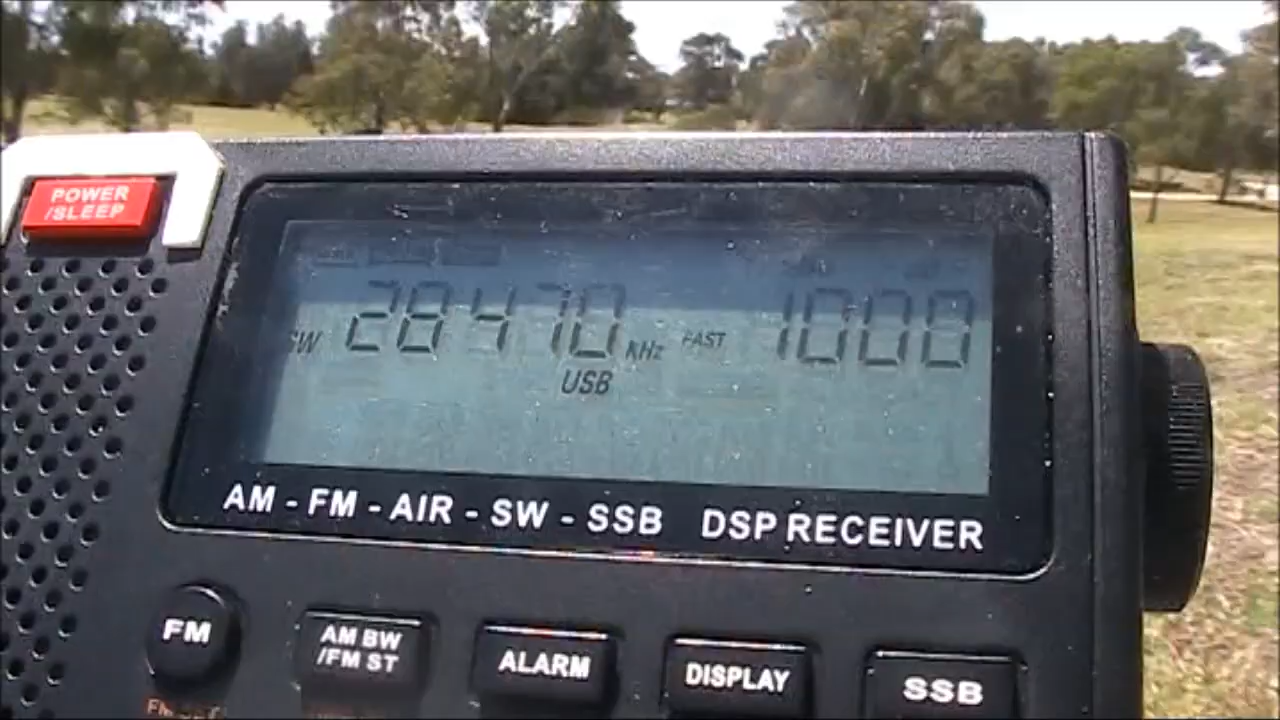 POWER
/SLEEP
SW 28470 kHz FAST 1008
USB
AM - FM - AIR - SW - SSB DSP RECEIVER
FM
AM BW
/FM ST
ALARM
DISPLAY
SSB